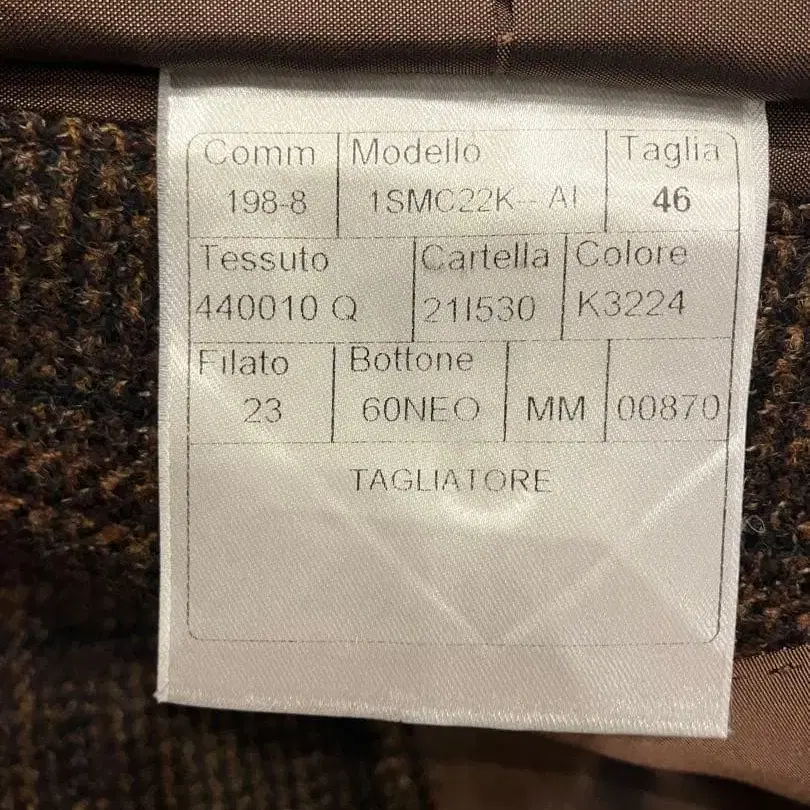 Comm Modello Taglia
198-8 1SMC22K-- AI 46
Tessuto Cartella Colore
440010 Q 21I530 K3224
Filato Bottone
23 60NEO MM 00870
TAGLIATORE